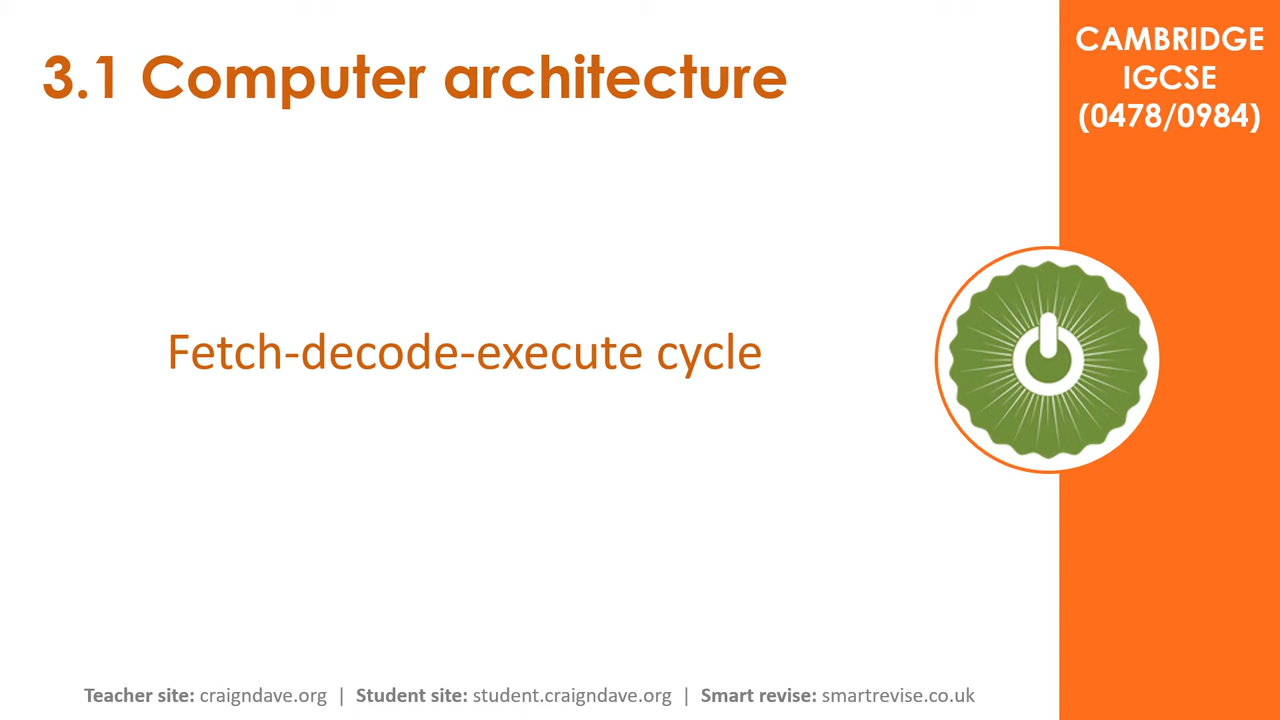 3.1 Computer architecture
CAMBRIDGE
IGCSE
(0478/0984)
Fetch-decode-execute cycle
Teacher site: craigndave.org | Student site: student.craigndave.org | Smart revise: smartrevise.co.uk